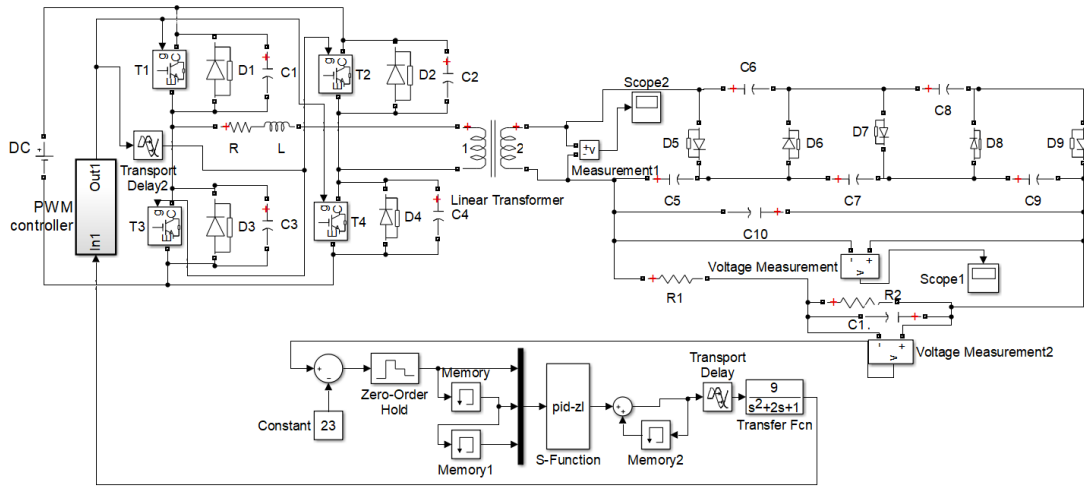 T1
g
C
E
D1
C1
T2
g
C
E
D2
C2
DC
+
R
L
Transport
Delay2
PWM
controller
Out1
In1
T3
g
C
E
D3
C3
T4
g
C
E
D4
C4
1
2
Linear Transformer
+v
-
Measurement1
Scope2
C6
C8
D5
D6
D7
D8
D9
C5
C7
C9
C10
Voltage Measurement
- +
v
Scope1
R1
R2
C1.
- +
v
Voltage Measurement2
+
−
Constant
23
Zero-Order
Hold
Memory
Memory1
pid-zl
S-Function
+
+
Memory2
Transport
Delay
9
s²+2s+1
Transfer Fcn